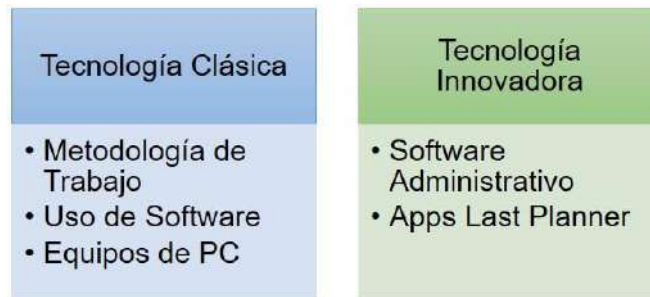 Tecnología Clásica
• Metodología de
Trabajo
• Uso de Software
• Equipos de PC
Tecnología
Innovadora
• Software
Administrativo
• Apps Last Planner